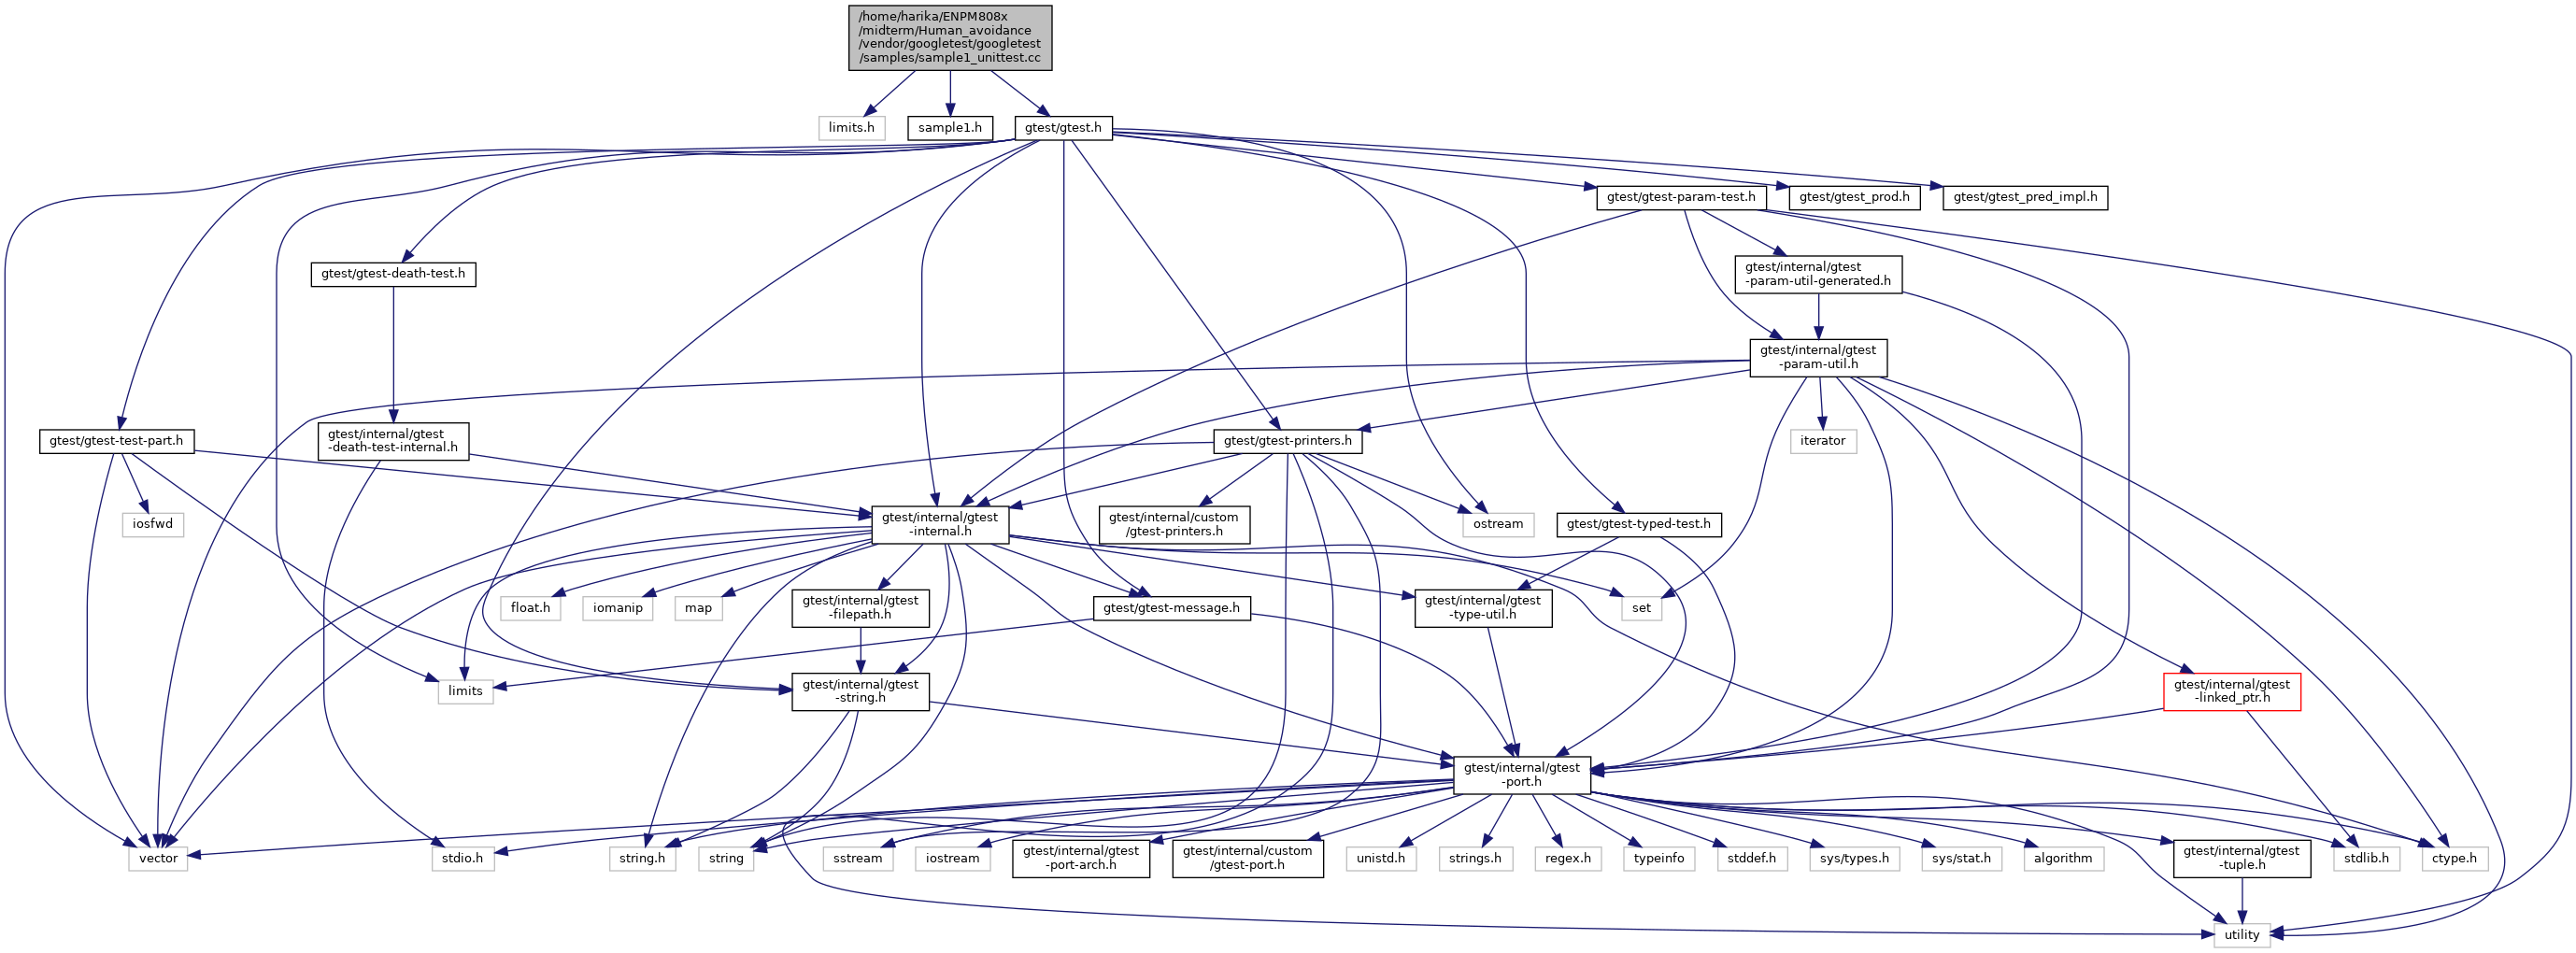 /home/harika/ENPM808x
/midterm/Human_avoidance
/vendor/googletest/googletest
/samples/sample1_unittest.cc
limits.h
sample1.h
gtest/gtest.h
gtest/gtest-param-test.h
gtest/gtest_prod.h
gtest/gtest_pred_impl.h
gtest/gtest-death-test.h
gtest/internal/gtest
-param-util-generated.h
gtest/internal/gtest
-param-util.h
gtest/gtest-test-part.h
gtest/internal/gtest
-death-test-internal.h
gtest/gtest-printers.h
iterator
iosfwd
gtest/internal/gtest
-internal.h
gtest/internal/custom
/gtest-printers.h
ostream
gtest/gtest-typed-test.h
float.h
iomanip
map
gtest/internal/gtest
-filepath.h
gtest/gtest-message.h
gtest/internal/gtest
-type-util.h
set
limits
gtest/internal/gtest
-string.h
gtest/internal/gtest
-linked_ptr.h
gtest/internal/gtest
-port.h
vector
stdio.h
string.h
string
sstream
iostream
gtest/internal/gtest
-port-arch.h
gtest/internal/custom
/gtest-port.h
unistd.h
strings.h
regex.h
typeinfo
stddef.h
sys/types.h
sys/stat.h
algorithm
gtest/internal/gtest
-tuple.h
stdlib.h
ctype.h
utility